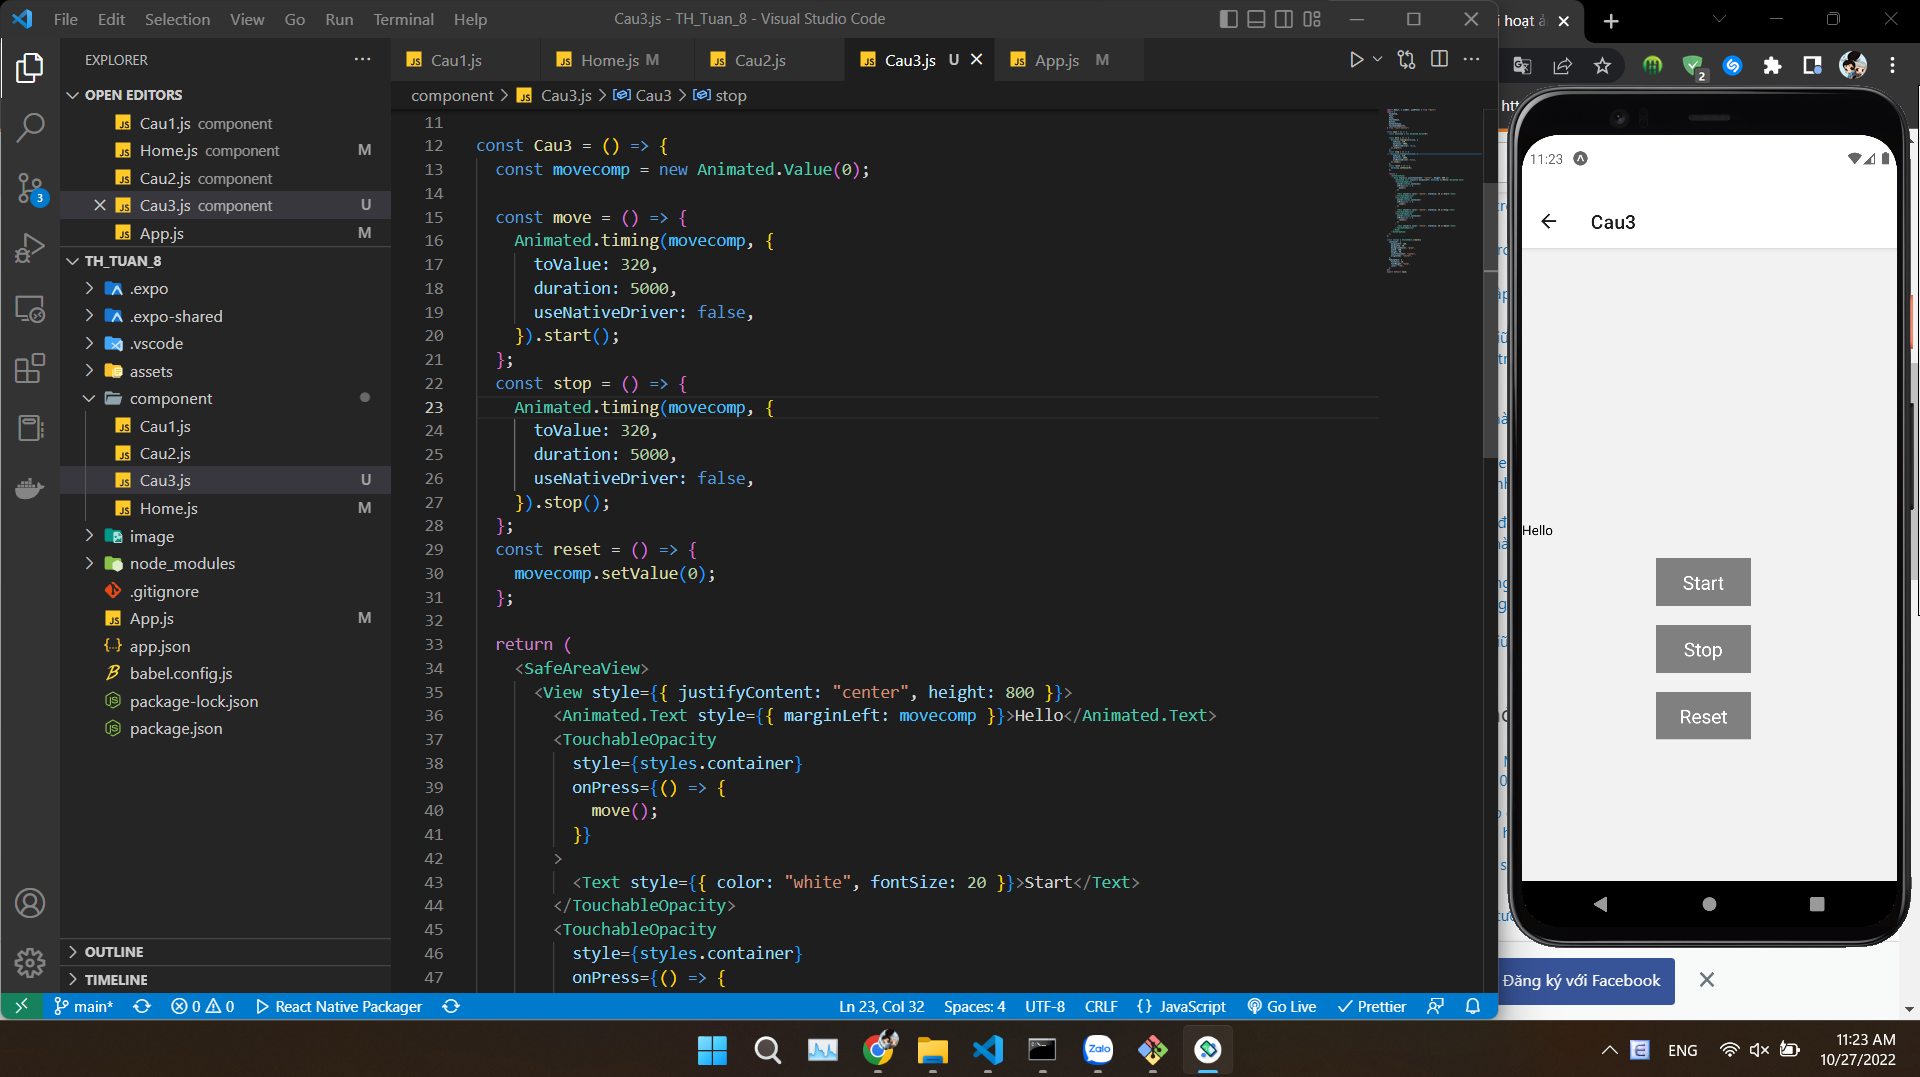 File Edit Selection View Go Run Terminal Help
Cau3.js - TH_Tuan_8 - Visual Studio Code
hoạt
EXPLORER
Cau1.js
Home.js M
Cau2.js
Cau3.js U
App.js M
component > Cau3.js > Cau3 > stop
OPEN EDITORS
Cau1.js component
Home.js component M
Cau2.js component
Cau3.js component U
App.js M
TH_TUAN_8
.expo
.expo-shared
.vscode
assets
component
Cau1.js
Cau2.js
Cau3.js U
Home.js M
image
node_modules
.gitignore
App.js M
app.json
babel.config.js
package-lock.json
package.json
OUTLINE
TIMELINE
3
11
12 const Cau3 = () => {
13 const movecomp = new Animated.Value(0);
14
15 const move = () => {
16 Animated.timing(movecomp, {
17 toValue: 320,
18 duration: 5000,
19 useNativeDriver: false,
20 }).start();
21 };
22 const stop = () => {
23 Animated.timing(movecomp, {
24 toValue: 320,
25 duration: 5000,
26 useNativeDriver: false,
27 }).stop();
28 };
29 const reset = () => {
30 movecomp.setValue(0);
31 };
32
33 return (
34 <SafeAreaView>
35 <View style={{ justifyContent: "center", height: 800 }}>
36 <Animated.Text style={{ marginLeft: movecomp }}>Hello</Animated.Text>
37 <TouchableOpacity
38 style={styles.container}
39 onPress={() => {
40 move();
41 }}
42 >
43 <Text style={{ color: "white", fontSize: 20 }}>Start</Text>
44 </TouchableOpacity>
45 <TouchableOpacity
46 style={styles.container}
47 onPress={() => {
2
11:23
Cau3
Hello
Start
Stop
Reset
Đăng ký với Facebook
main* 0 0 React Native Packager
Ln 23, Col 32 Spaces: 4 UTF-8 CRLF {} JavaScript Go Live Prettier
Zalo
ENG
11:23 AM
10/27/2022